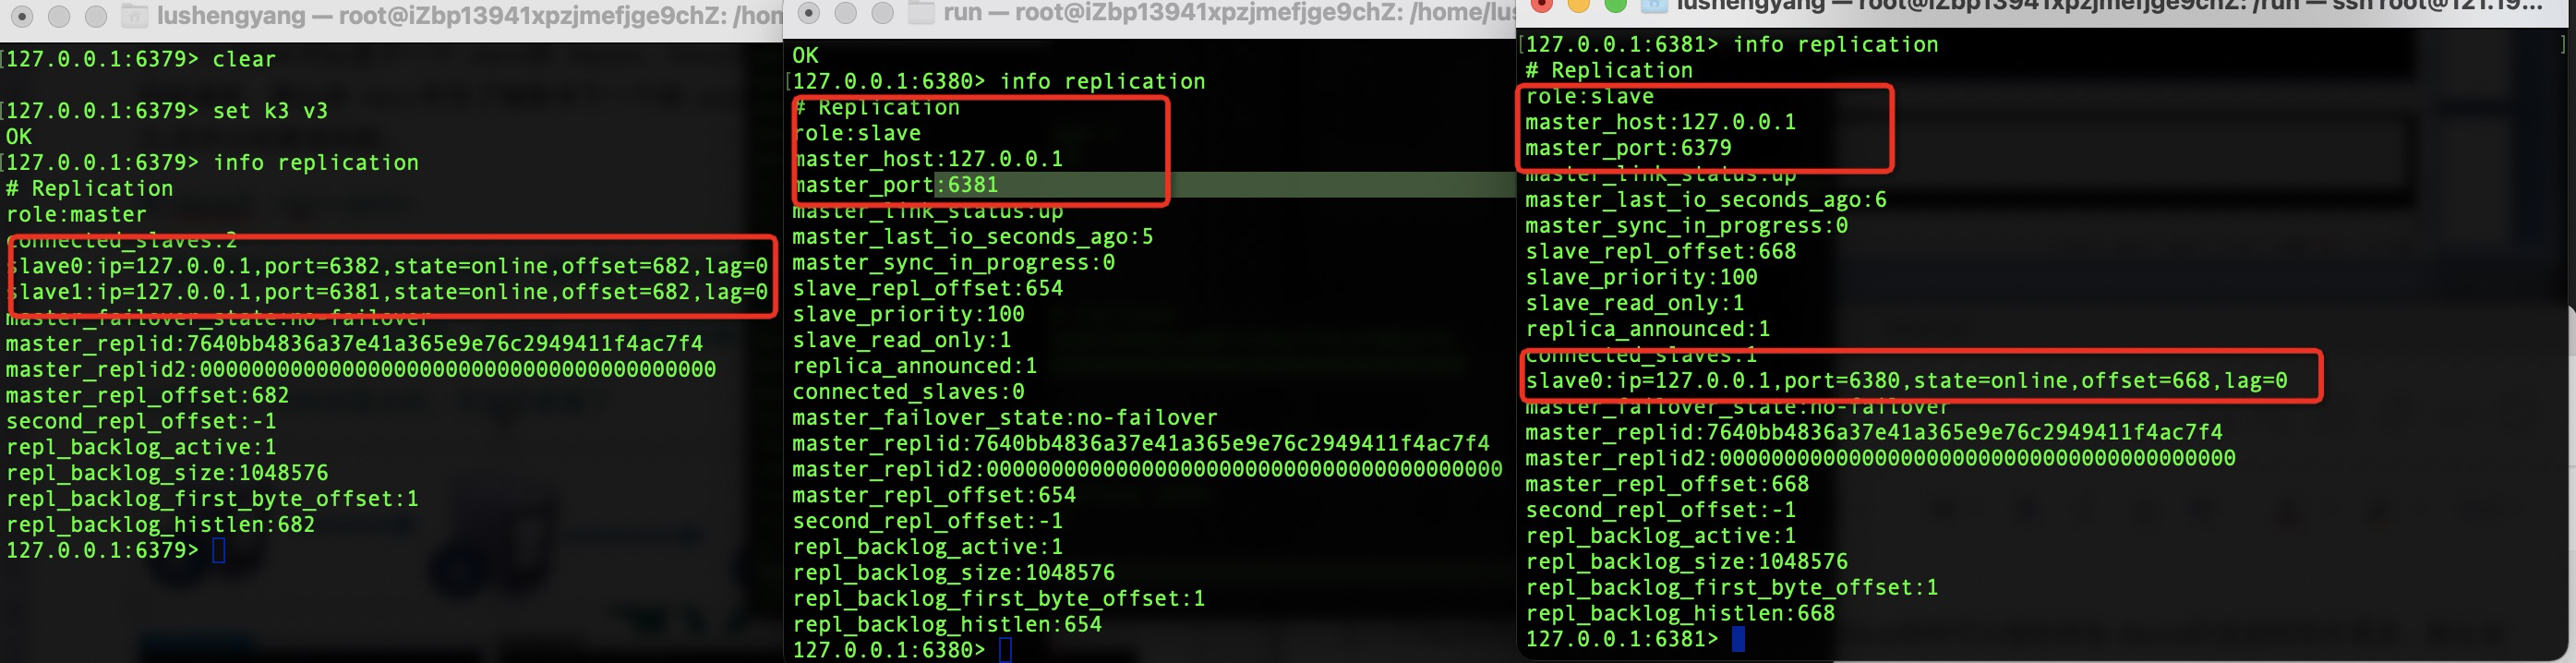 lushengyang — root@iZbp13941xpzjmefjge9chZ: /hon
[127.0.0.1:6379> clear
[127.0.0.1:6379> set k3 v3
OK
[127.0.0.1:6379> info replication
# Replication
role:master
connected_slaves:2
slave0:ip=127.0.0.1,port=6382,state=online,offset=682,lag=0
slave1:ip=127.0.0.1,port=6381,state=online,offset=682,lag=0
master_failover_state:no-failover
master_replid:7640bb4836a37e41a365e9e76c2949411f4ac7f4
master_replid2:0000000000000000000000000000000000000000
master_repl_offset:682
second_repl_offset:-1
repl_backlog_active:1
repl_backlog_size:1048576
repl_backlog_first_byte_offset:1
repl_backlog_histlen:682
127.0.0.1:6379>
run — root@iZbp13941xpzjmefjge9chZ: /home/lus
OK
[127.0.0.1:6380> info replication
# Replication
role:slave
master_host:127.0.0.1
master_port:6381
master_link_status:up
master_last_io_seconds_ago:5
master_sync_in_progress:0
slave_repl_offset:654
slave_priority:100
slave_read_only:1
replica_announced:1
connected_slaves:0
master_failover_state:no-failover
master_replid:7640bb4836a37e41a365e9e76c2949411f4ac7f4
master_replid2:0000000000000000000000000000000000000000
master_repl_offset:654
second_repl_offset:-1
repl_backlog_active:1
repl_backlog_size:1048576
repl_backlog_first_byte_offset:1
repl_backlog_histlen:654
127.0.0.1:6380>
lushengyang — root@iZbp13941xpzjmefjge9chZ: /run — ssh root@121.19...
[127.0.0.1:6381> info replication ]
# Replication
role:slave
master_host:127.0.0.1
master_port:6379
master_link_status:up
master_last_io_seconds_ago:6
master_sync_in_progress:0
slave_repl_offset:668
slave_priority:100
slave_read_only:1
replica_announced:1
connected_slaves:1
slave0:ip=127.0.0.1,port=6380,state=online,offset=668,lag=0
master_failover_state:no-failover
master_replid:7640bb4836a37e41a365e9e76c2949411f4ac7f4
master_replid2:0000000000000000000000000000000000000000
master_repl_offset:668
second_repl_offset:-1
repl_backlog_active:1
repl_backlog_size:1048576
repl_backlog_first_byte_offset:1
repl_backlog_histlen:668
127.0.0.1:6381>